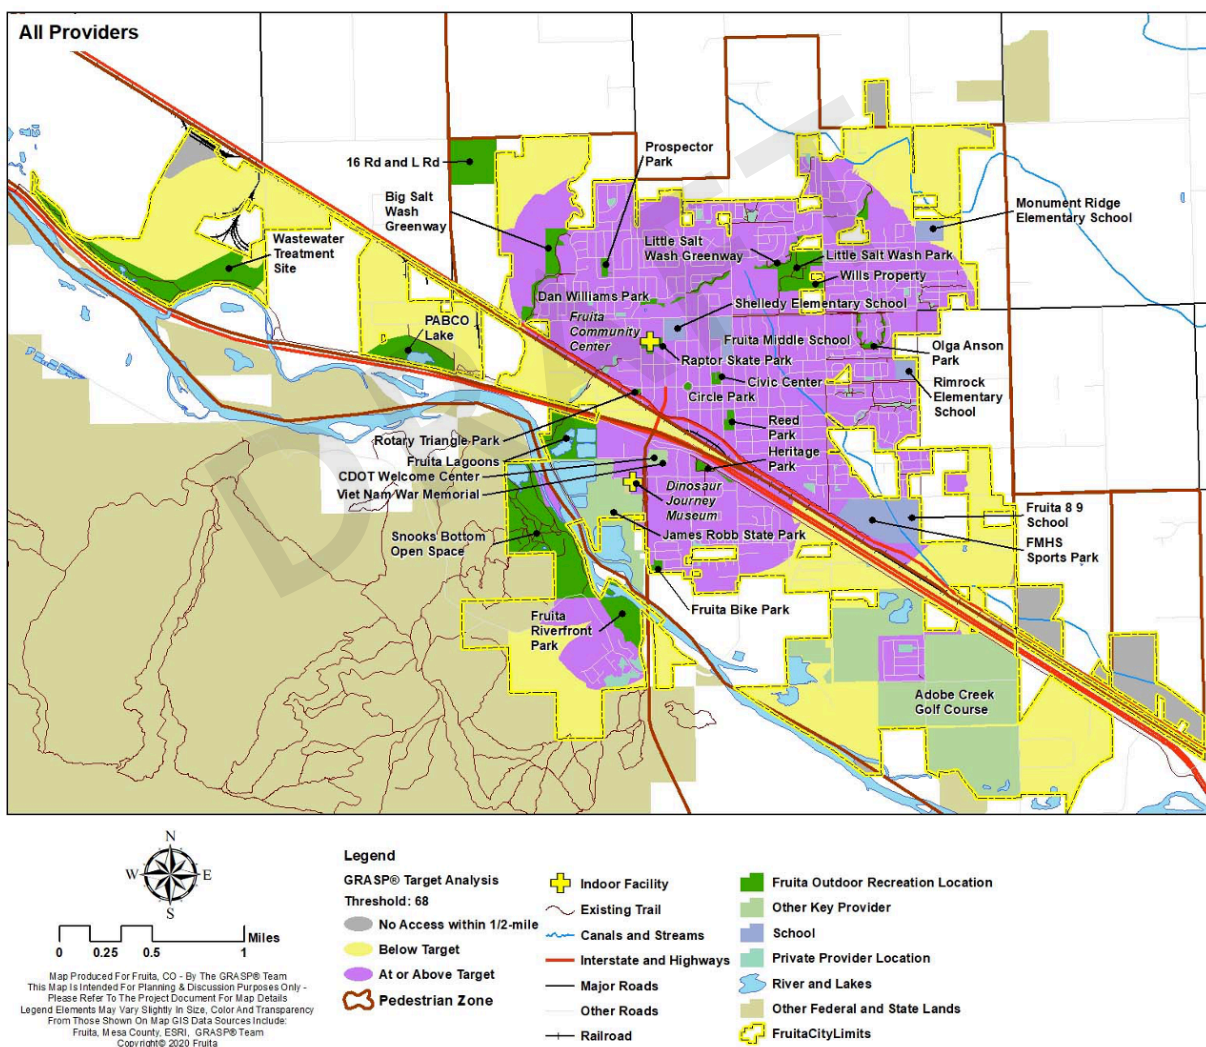 All Providers
DRAFT
16 Rd and L Rd
Prospector
Park
Big Salt
Wash
Greenway
Monument Ridge
Elementary School
Wastewater
Treatment
Site
Little Salt
Wash Greenway
Little Salt Wash Park
Wills Property
Dan Williams Park
Shelledy Elementary School
Fruita
Community
Center
PABCO
Lake
Fruita Middle School
Raptor Skate Park
Olga Anson
Park
Civic Center
Circle Park
Rimrock
Elementary
School
Reed
Park
Rotary Triangle Park
Fruita Lagoons
Heritage
Park
CDOT Welcome Center
Viet Nam War Memorial
Dinosaur
Journey
Museum
Fruita 8 9
School
Snooks Bottom
Open Space
James Robb State Park
FMHS
Sports Park
Fruita Bike Park
Fruita
Riverfront
Park
Adobe Creek
Golf Course
N
W E
S
Miles
0 0.25 0.5 1
Map Produced For Fruita, CO - By The GRASP® Team
This Map Is Intended For Planning & Discussion Purposes Only -
Please Refer To The Project Document For Map Details
Legend Elements May Vary Slightly In Size, Color And Transparency
From Those Shown On Map GIS Data Sources Include:
Fruita, Mesa County, ESRI, GRASP® Team
Copyright© 2020 Fruita
Legend
GRASP® Target Analysis
Threshold: 68
No Access within 1/2-mile
Below Target
At or Above Target
Pedestrian Zone
Indoor Facility
Existing Trail
Canals and Streams
Interstate and Highways
Major Roads
Other Roads
Railroad
Fruita Outdoor Recreation Location
Other Key Provider
School
Private Provider Location
River and Lakes
Other Federal and State Lands
FruitaCityLimits